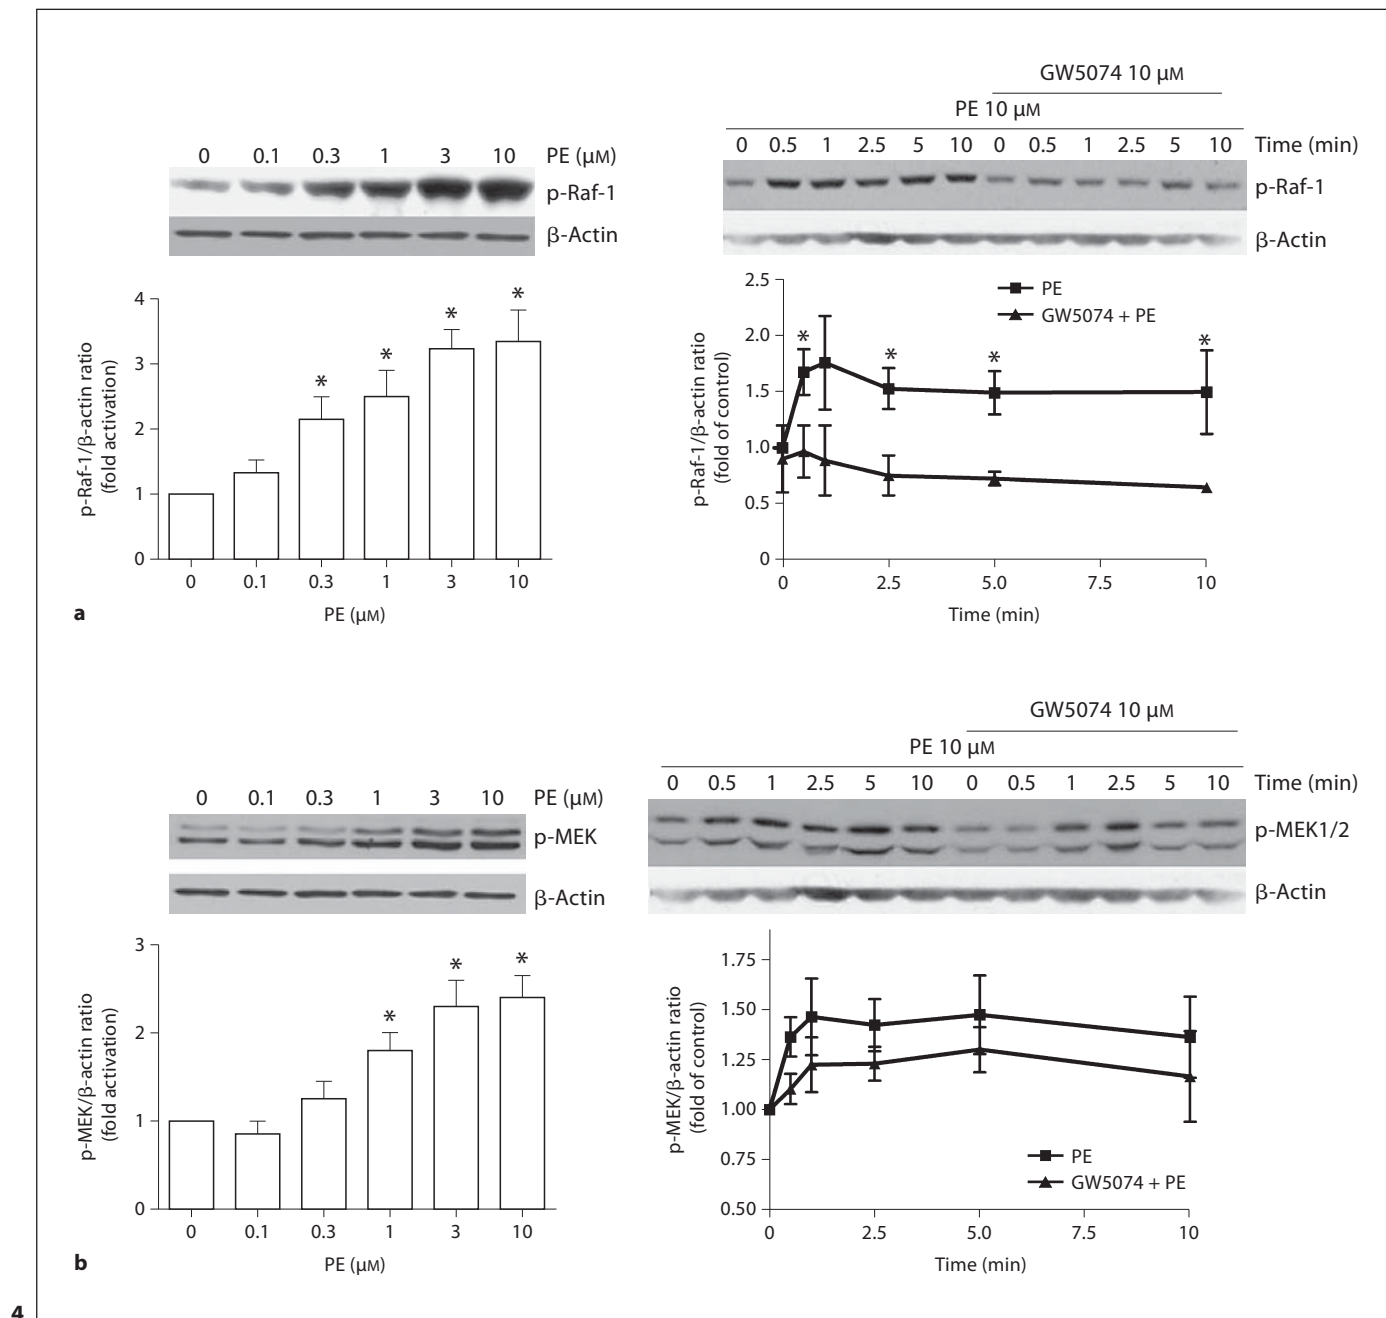 GW5074 10 µM
PE 10 µM
0 0.1 0.3 1 3 10 PE (µM)
0 0.5 1 2.5 5 10 0 0.5 1 2.5 5 10 Time (min)
p-Raf-1
p-Raf-1
β-Actin
β-Actin
p-Raf-1/β-actin ratio
(fold activation)
4
3
2
1
0
* * * *
0 0.1 0.3 1 3 10
PE (µM)
p-Raf-1/β-actin ratio
(fold of control)
2.5
2.0
1.5
1.0
0.5
0
PE
GW5074 + PE
* * * *
0 2.5 5.0 7.5 10
Time (min)
a
GW5074 10 µM
PE 10 µM
0 0.1 0.3 1 3 10 PE (µM)
0 0.5 1 2.5 5 10 0 0.5 1 2.5 5 10 Time (min)
p-MEK
p-MEK1/2
β-Actin
β-Actin
p-MEK/β-actin ratio
(fold activation)
3
2
1
0
* * *
0 0.1 0.3 1 3 10
PE (µM)
p-MEK/β-actin ratio
(fold of control)
1.75
1.50
1.25
1.00
0.75
0.50
PE
GW5074 + PE
0 2.5 5.0 7.5 10
Time (min)
b
4